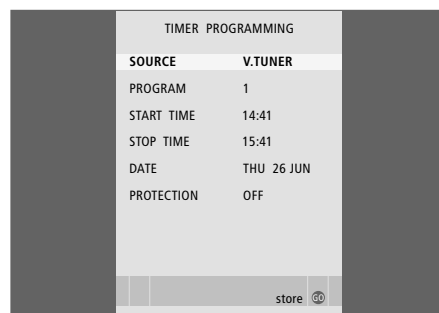 TIMER PROGRAMMING
SOURCE V.TUNER
PROGRAM 1
START TIME 14:41
STOP TIME 15:41
DATE THU 26 JUN
PROTECTION OFF
store GO